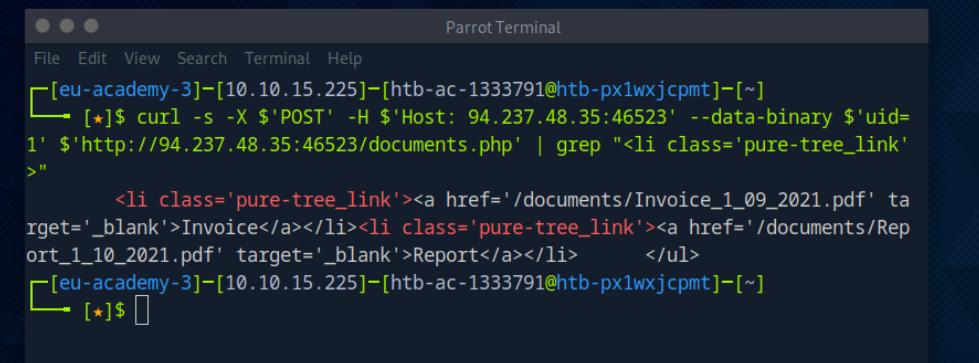 Parrot Terminal
File Edit View Search Terminal Help
┌─[eu-academy-3]─[10.10.15.225]─[htb-ac-1333791@htb-px1wxjcpmt]─[~]
└──╼ [★]$ curl -s -X $'POST' -H $'Host: 94.237.48.35:46523' --data-binary $'uid=
1' $'http://94.237.48.35:46523/documents.php' | grep "<li class='pure-tree_link'
>"
<li class='pure-tree_link'><a href='/documents/Invoice_1_09_2021.pdf' ta
rget='_blank'>Invoice</a></li><li class='pure-tree_link'><a href='/documents/Rep
ort_1_10_2021.pdf' target='_blank'>Report</a></li>      </ul>
┌─[eu-academy-3]─[10.10.15.225]─[htb-ac-1333791@htb-px1wxjcpmt]─[~]
└──╼ [★]$